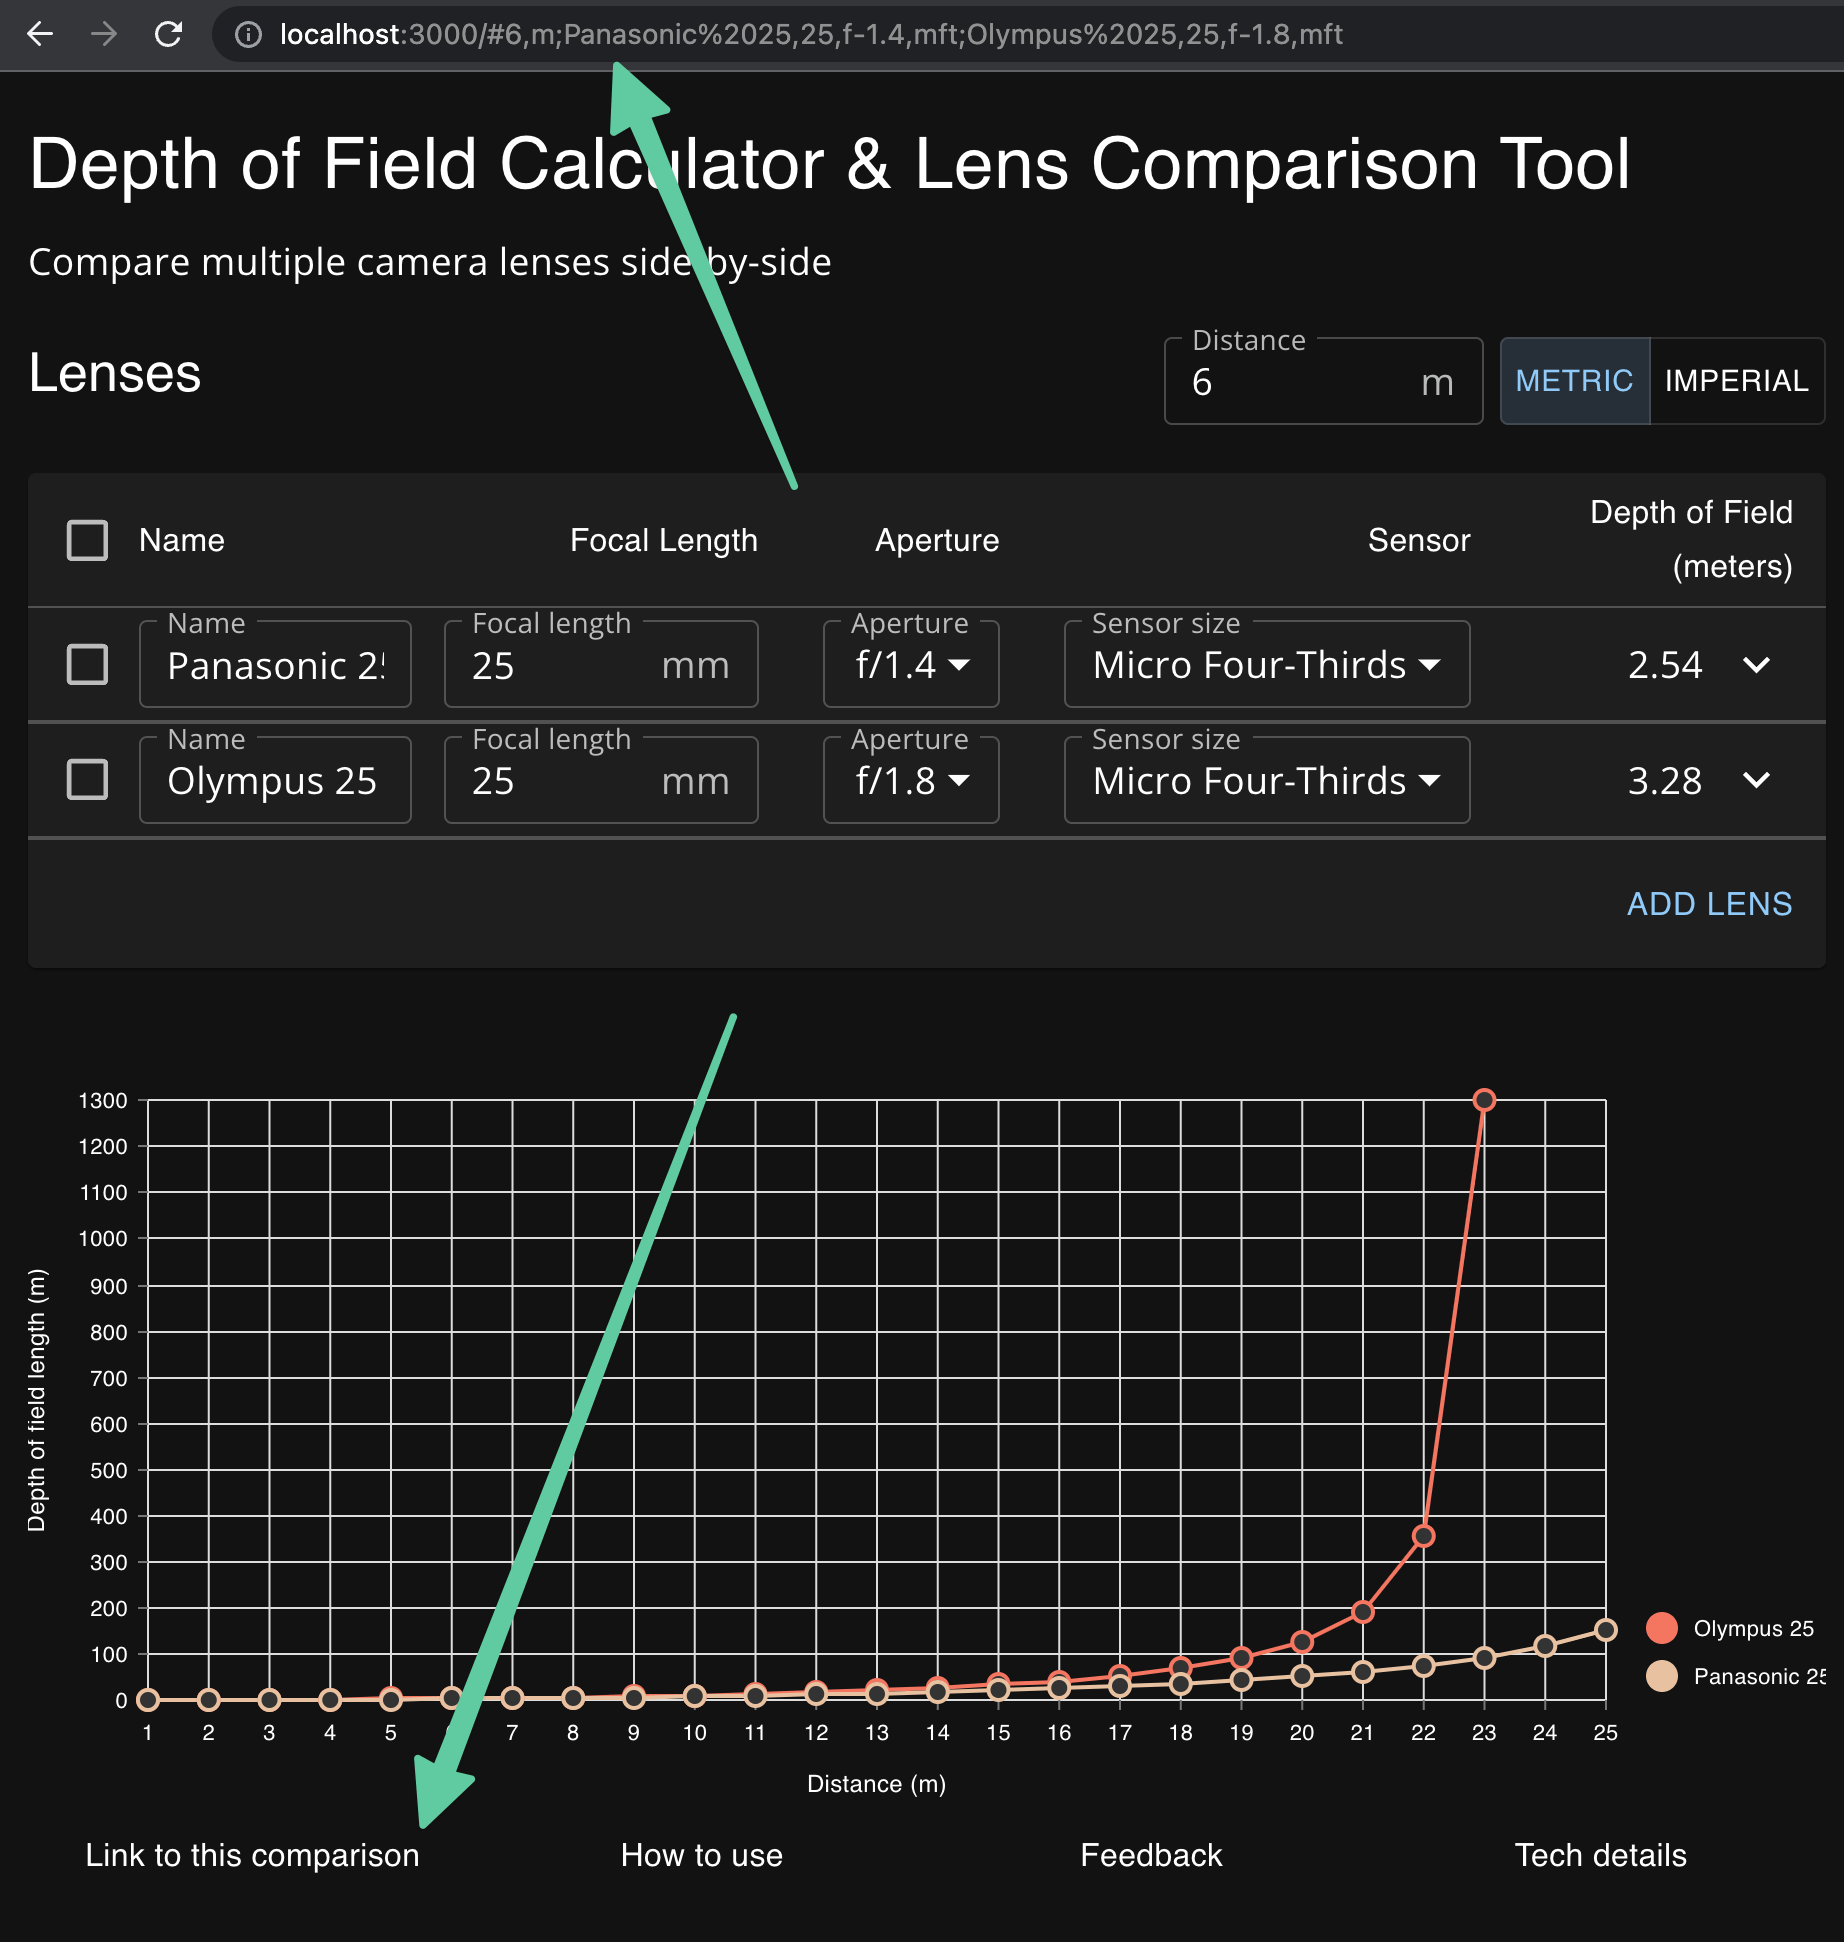 localhost:3000/#6,m;Panasonic%2025,25,f-1.4,mft;Olympus%2025,25,f-1.8,mft
Depth of Field Calculator & Lens Comparison Tool
Compare multiple camera lenses side-by-side
Lenses
Distance
6 m
METRIC IMPERIAL
Name Focal Length Aperture Sensor Depth of Field
(meters)
Name Focal length Aperture Sensor size
Panasonic 25 25 mm f/1.4 Micro Four-Thirds 2.54
Name Focal length Aperture Sensor size
Olympus 25 25 mm f/1.8 Micro Four-Thirds 3.28
ADD LENS
Depth of field length (m)
1300
1200
1100
1000
900
800
700
600
500
400
300
200
100
0
1 2 3 4 5 6 7 8 9 10 11 12 13 14 15 16 17 18 19 20 21 22 23 24 25
Distance (m)
Olympus 25
Panasonic 25
Link to this comparison How to use Feedback Tech details